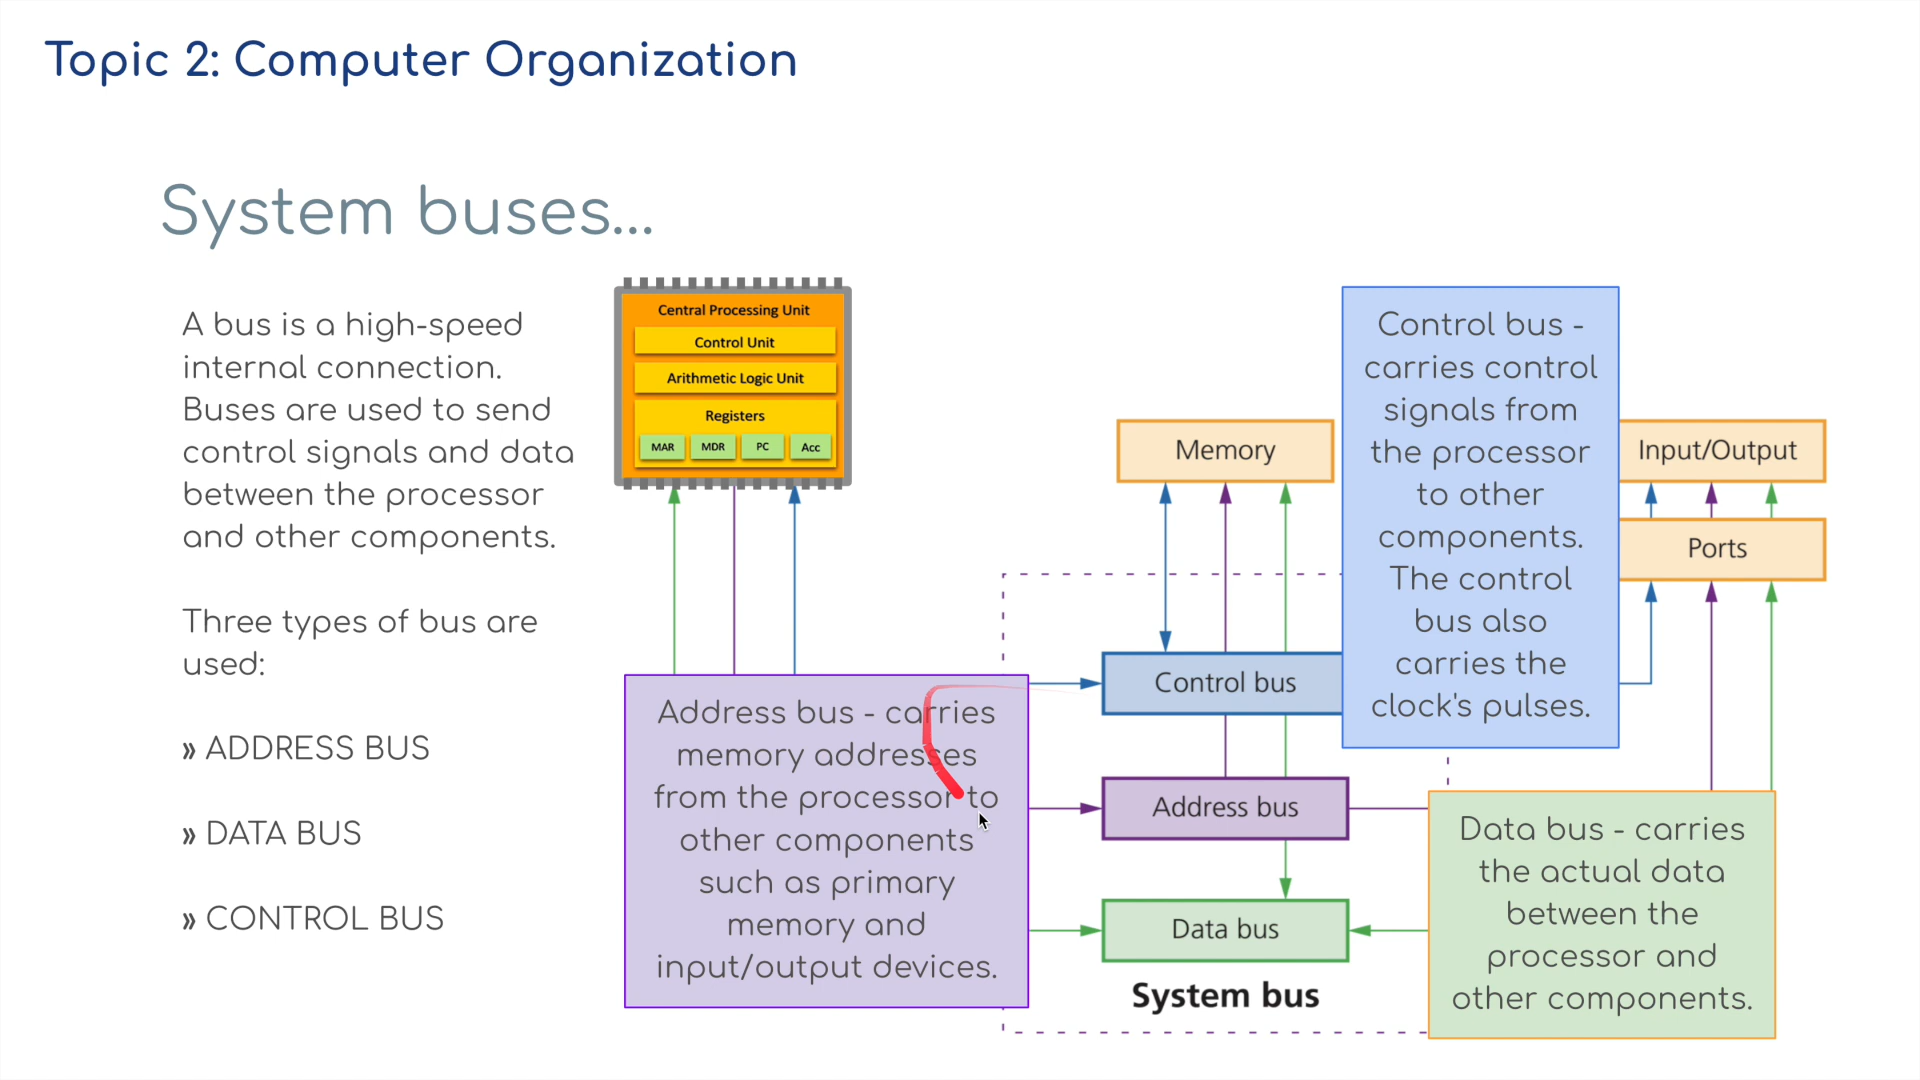 Topic 2: Computer Organization
System buses...
A bus is a high-speed
internal connection.
Buses are used to send
control signals and data
between the processor
and other components.
Three types of bus are
used:
» ADDRESS BUS
» DATA BUS
» CONTROL BUS
Central Processing Unit
Control Unit
Arithmetic Logic Unit
Registers
MAR
MDR
PC
Acc
Address bus - carries
memory addresses
from the processor to
other components
such as primary
memory and
input/output devices.
Memory
Control bus
Address bus
Data bus
System bus
Control bus -
carries control
signals from
the processor
to other
components.
The control
bus also
carries the
clock's pulses.
Input/Output
Ports
Data bus - carries
the actual data
between the
processor and
other components.